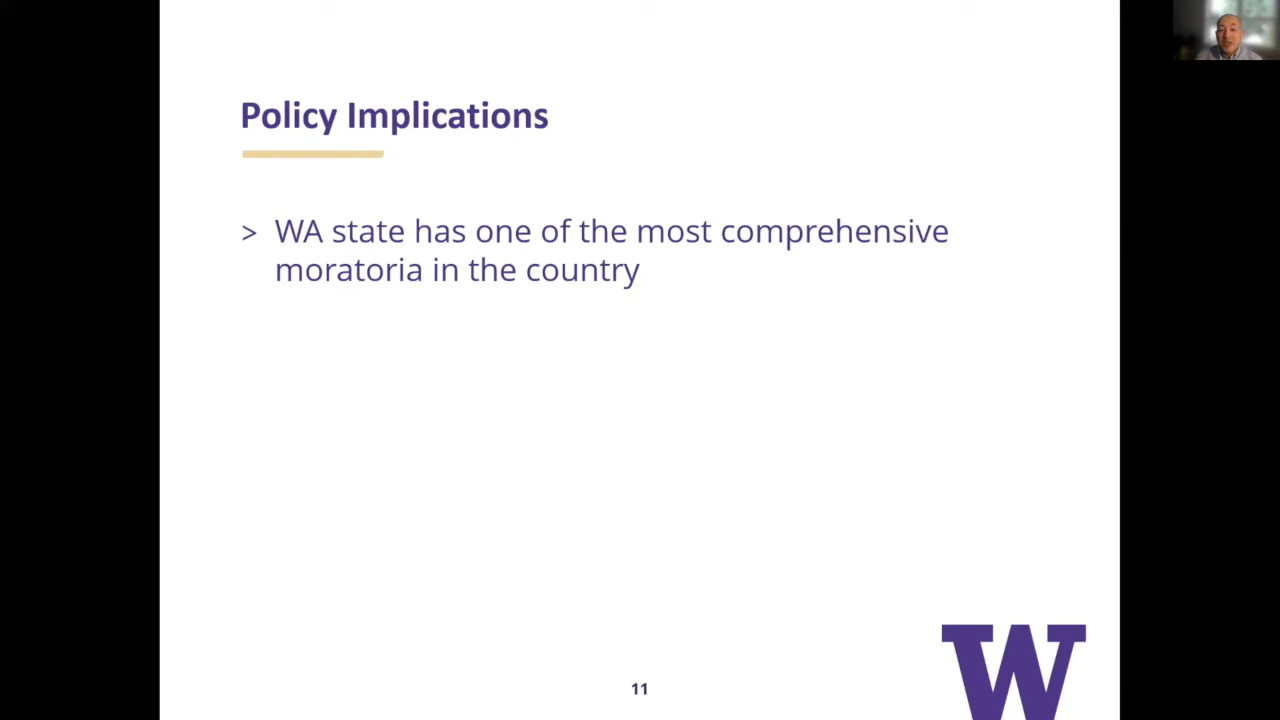 Policy Implications
> WA state has one of the most comprehensive
moratoria in the country
11
W